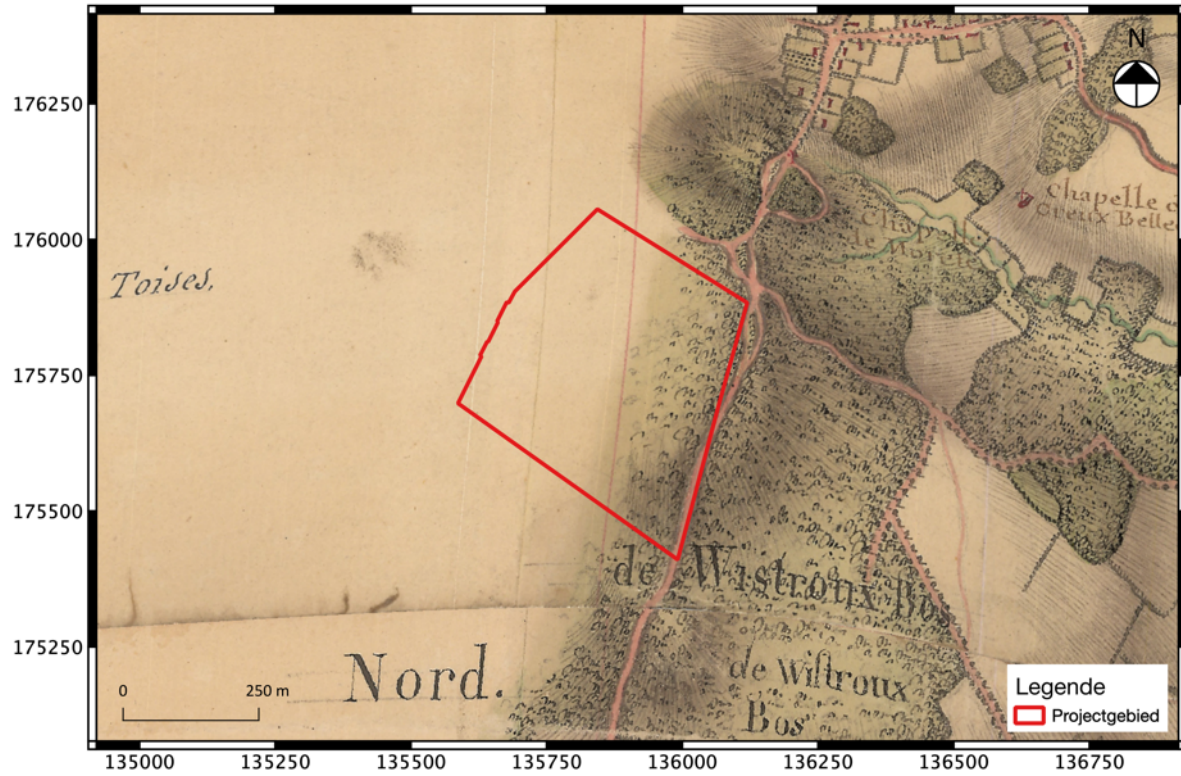 N
176250
176000
175750
175500
175250
Toises,
Chapelle
Creux Belle
Chapelle
de
de Wistroux Bos
de Wistroux
Bos
Nord.
0 250 m
Legende
Projectgebied
135000 135250 135500 135750 136000 136250 136500 136750